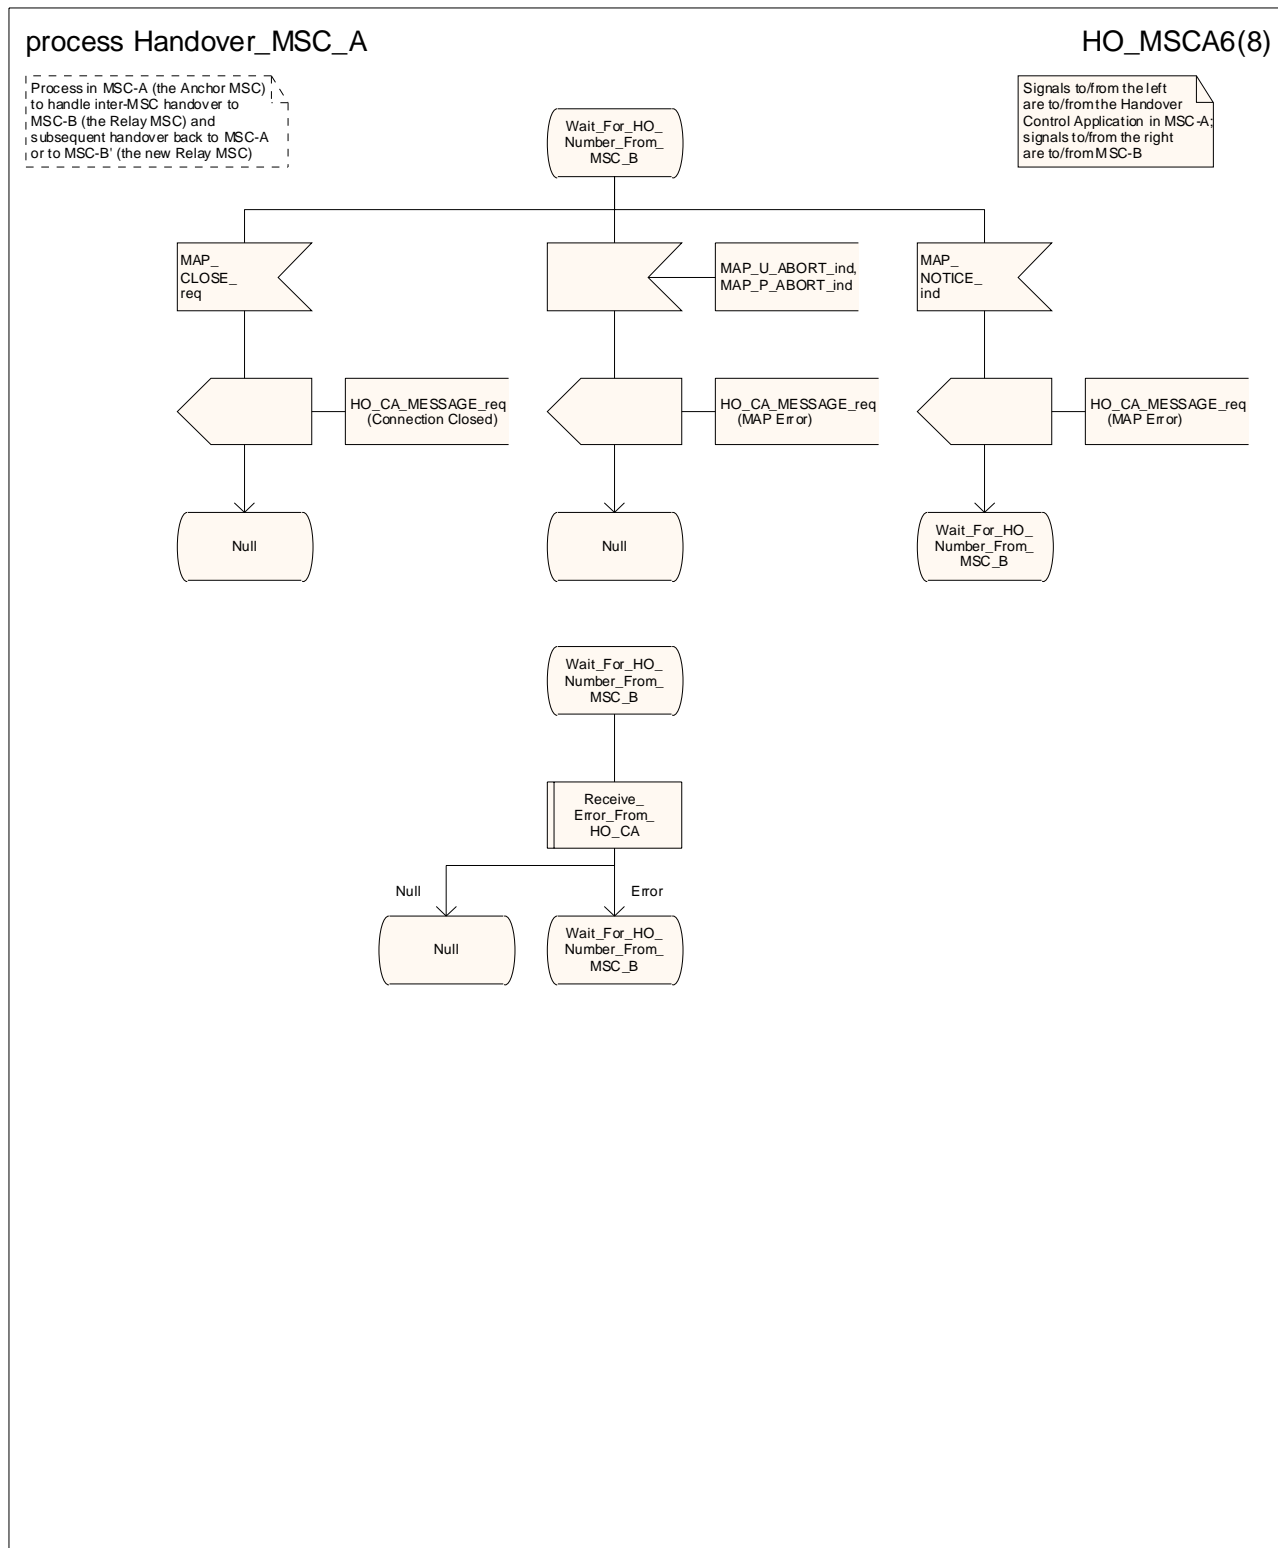 process Handover_MSC_A
HO_MSCA6(8)
Process in MSC-A (the Anchor MSC)
to handle inter-MSC handover to
MSC-B (the Relay MSC) and
subsequent handover back to MSC-A
or to MSC-B' (the new Relay MSC)
Signals to/from the left
are to/from the Handover
Control Application in MSC-A;
signals to/from the right
are to/from MSC-B
Wait_For_HO_
Number_From_
MSC_B
MAP_
CLOSE_
req
MAP_U_ABORT_ind,
MAP_P_ABORT_ind
MAP_
NOTICE_
ind
HO_CA_MESSAGE_req
(Connection Closed)
HO_CA_MESSAGE_req
(MAP Error)
HO_CA_MESSAGE_req
(MAP Error)
Null
Null
Wait_For_HO_
Number_From_
MSC_B
Wait_For_HO_
Number_From_
MSC_B
Receive_
Error_From_
HO_CA
Null
Error
Null
Wait_For_HO_
Number_From_
MSC_B